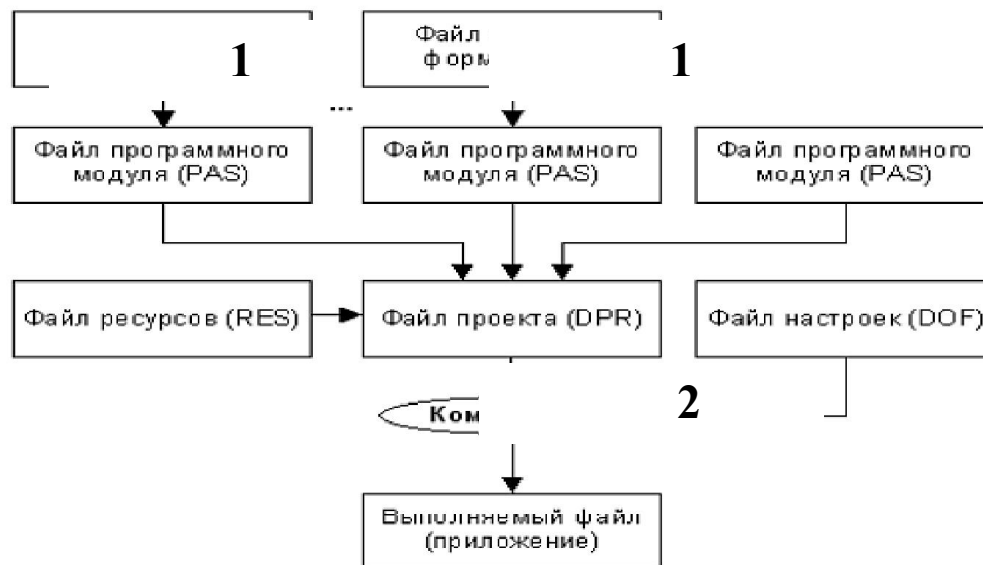 1
Файл
форм
1
...
Файл программного
модуля (PAS)
Файл программного
модуля (PAS)
Файл программного
модуля (PAS)
Файл ресурсов (RES)
Файл проекта (DPR)
Файл настроек (DOF)
Ком
2
Выполняемый файл
(приложение)